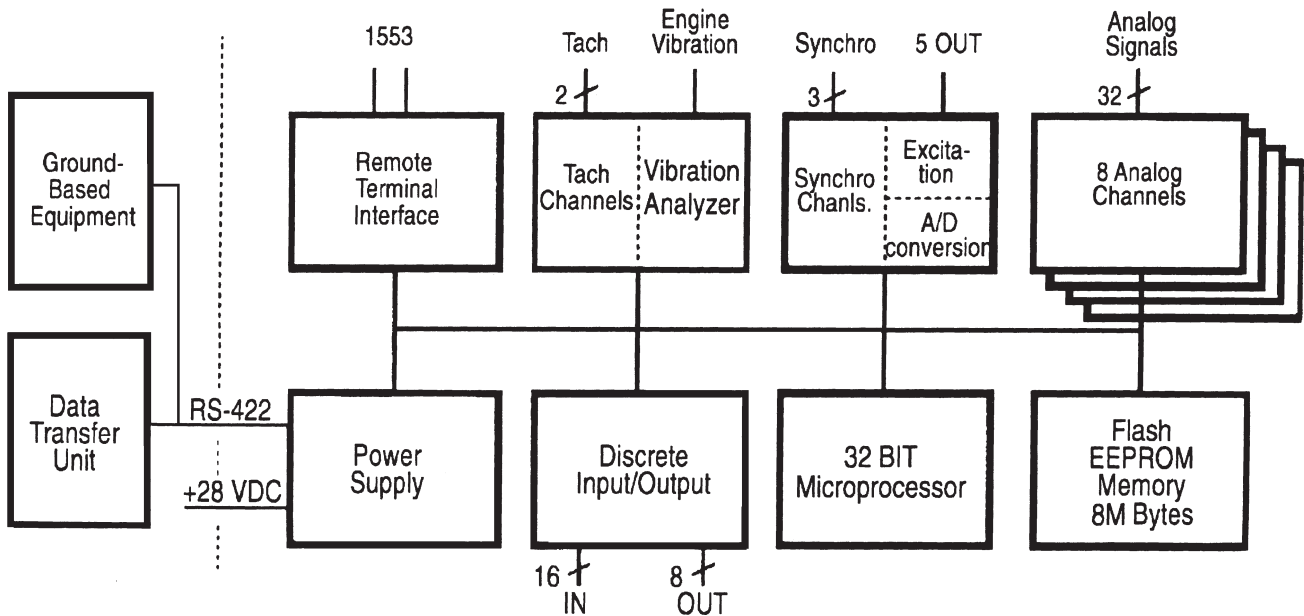 1553
Tach
Engine
Vibration
Synchro
5 OUT
Analog
Signals
2
3
32
Ground-
Based
Equipment
Remote
Terminal
Interface
Tach
Channels
Vibration
Analyzer
Synchro
Chanls.
Excita-
tion
A/D
conversion
8 Analog
Channels
Data
Transfer
Unit
RS-422
+28 VDC
Power
Supply
Discrete
Input/Output
32 BIT
Microprocessor
Flash
EEPROM
Memory
8M Bytes
16
8
IN
OUT